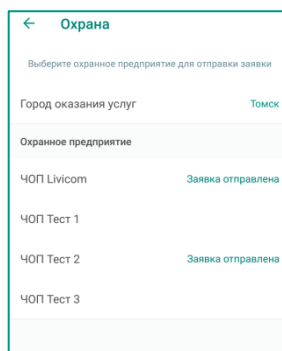 Охрана
Выберите охранное предприятие для отправки заявки
Город оказания услуг Томск
Охранное предприятие
ЧОП Livicom Заявка отправлена
ЧОП Тест 1
ЧОП Тест 2 Заявка отправлена
ЧОП Тест 3